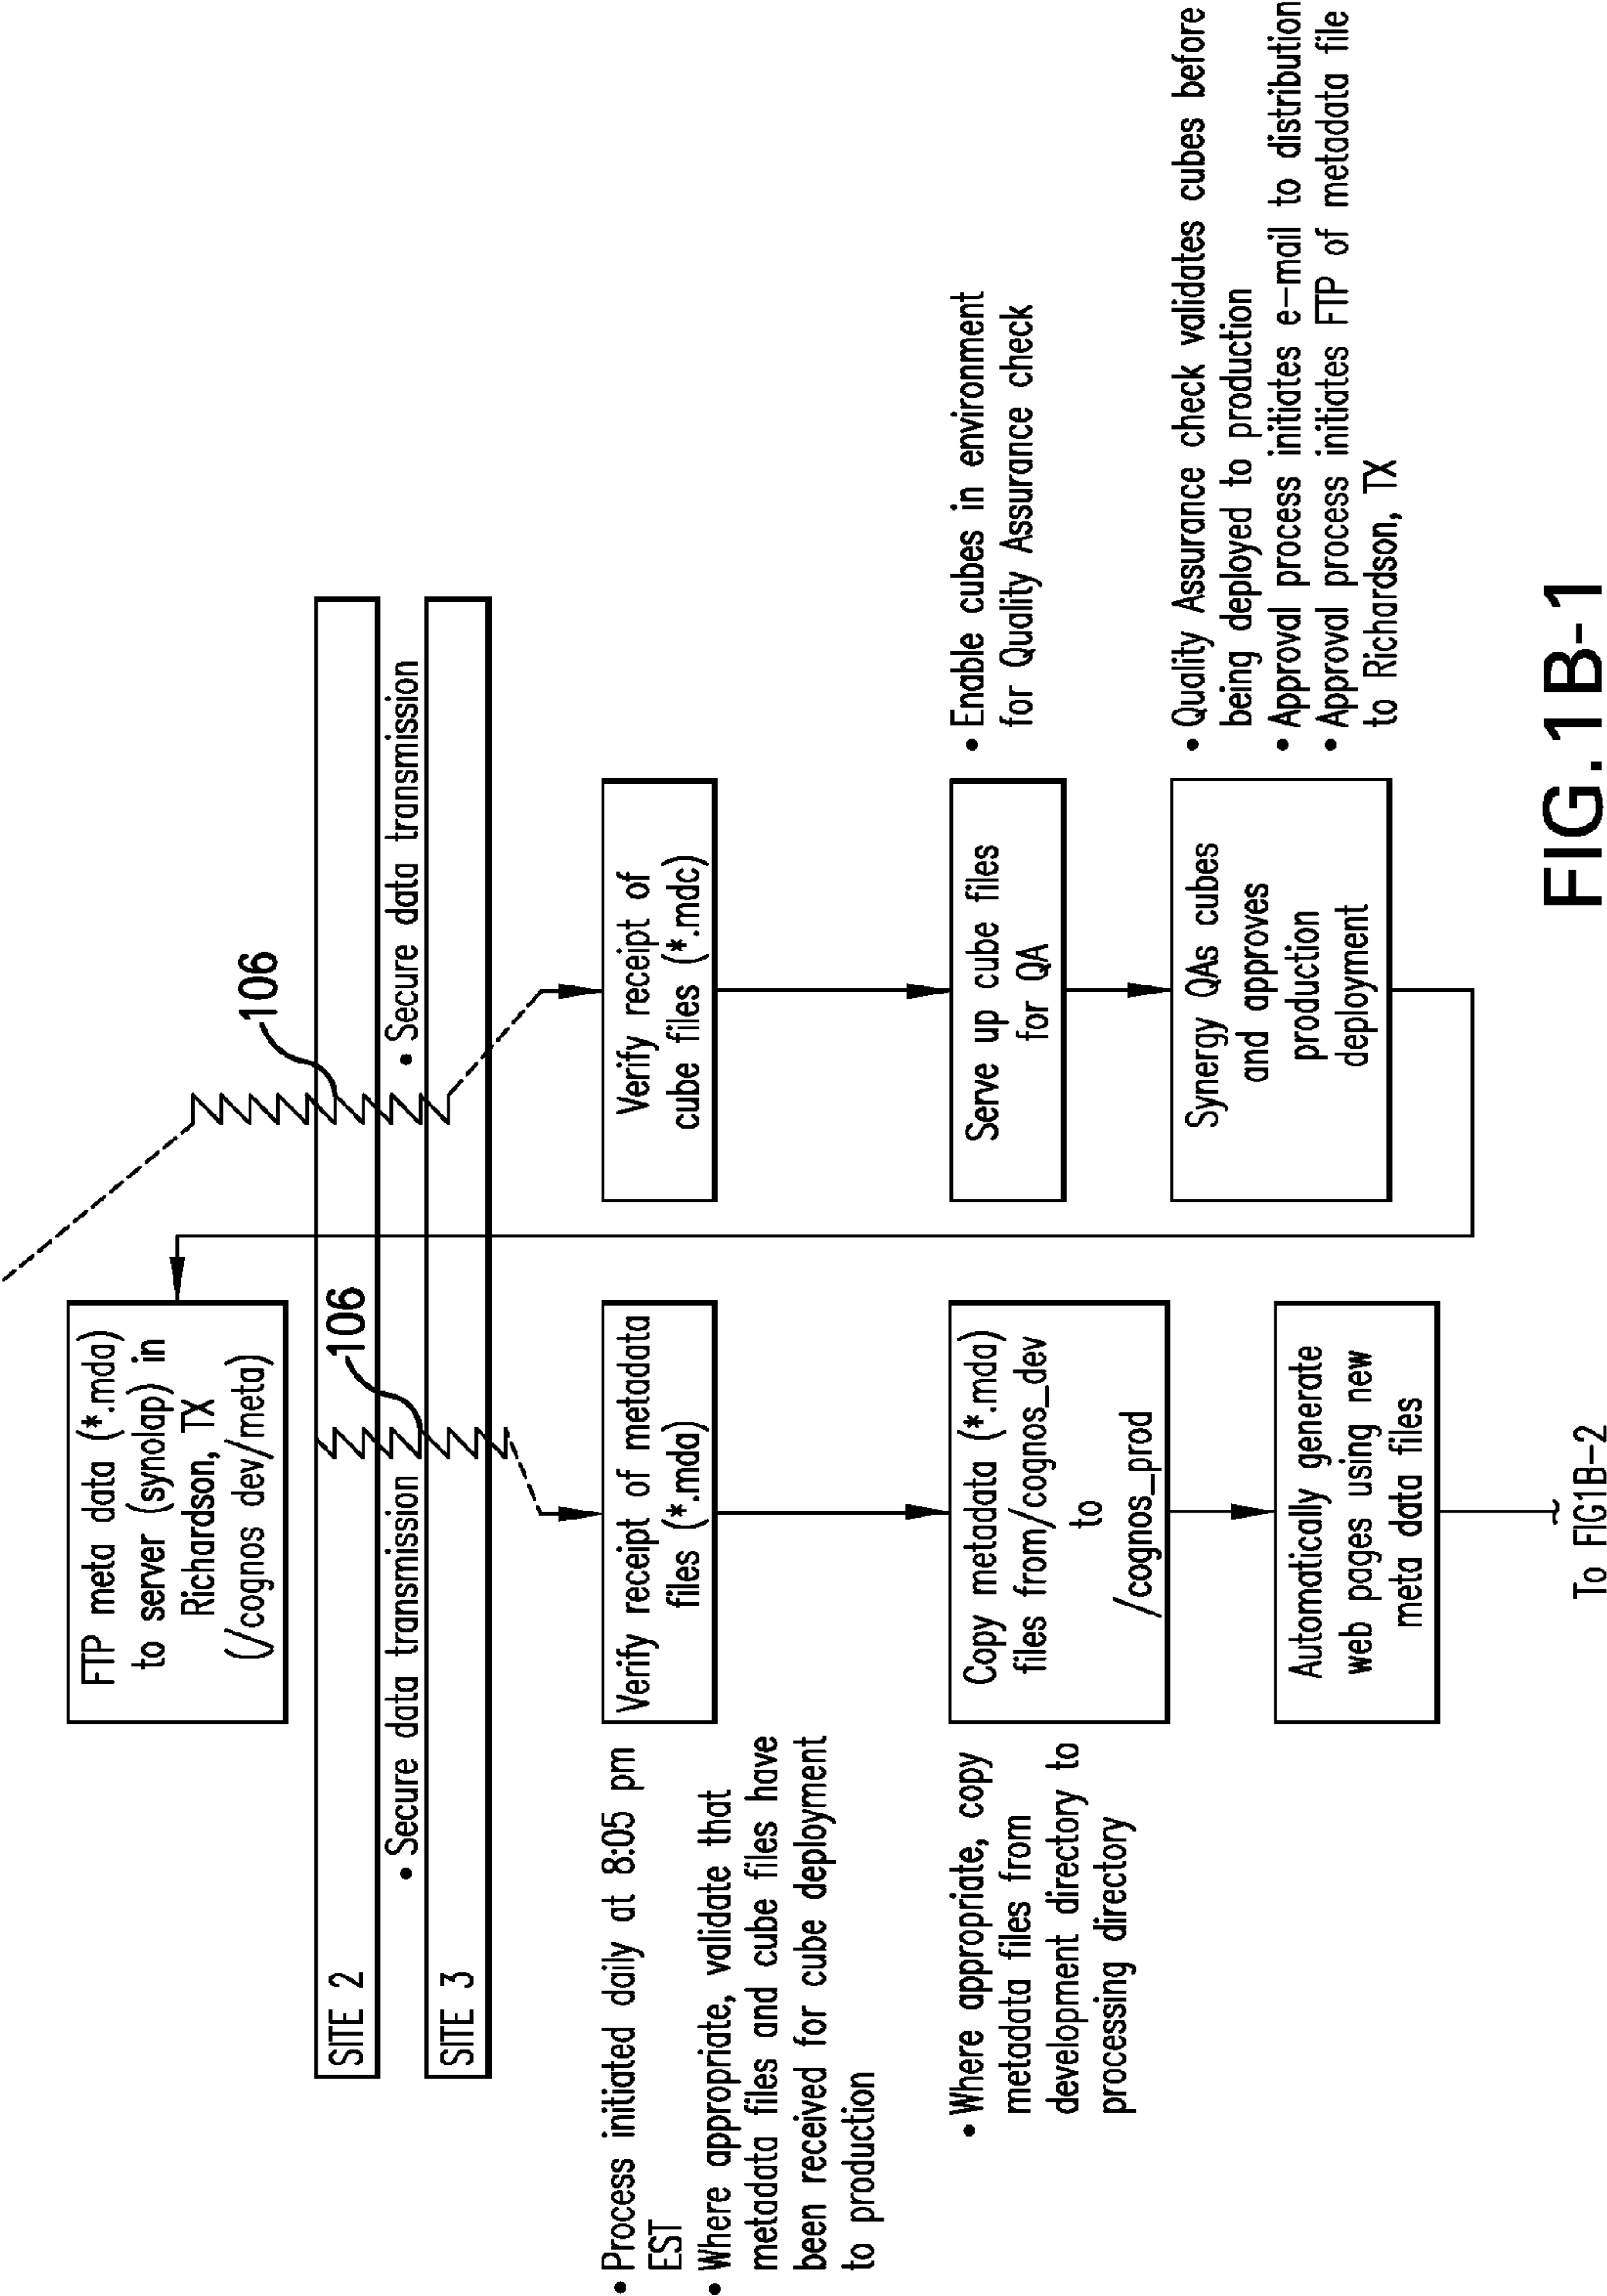 FTP meta data (*.mda)
to server (synolap) in
Richardson, TX
(/cognos dev/meta)
106
106
SITE 2
• Secure data transmission
• Secure data transmission
SITE 3
• Process initiated daily at 8:05 pm
EST
• Where appropriate, validate that
metadata files and cube files have
been received for cube deployment
to production
Verify receipt of metadata
files (*.mda)
Verify receipt of
cube files (*.mdc)
• Where appropriate, copy
metadata files from
development directory to
processing directory
Copy metadata (*.mda)
files from/cognos_dev
to
/cognos_prod
Serve up cube files
for QA
• Enable cubes in environment
for Quality Assurance check
Automatically generate
web pages using new
meta data files
Synergy QAs cubes
and approves
production
deployment
• Quality Assurance check validates cubes before
being deployed to production
• Approval process initiates e-mail to distribution
• Approval process initiates FTP of metadata file
to Richardson, TX
To FIG1B-2
FIG.1B-1